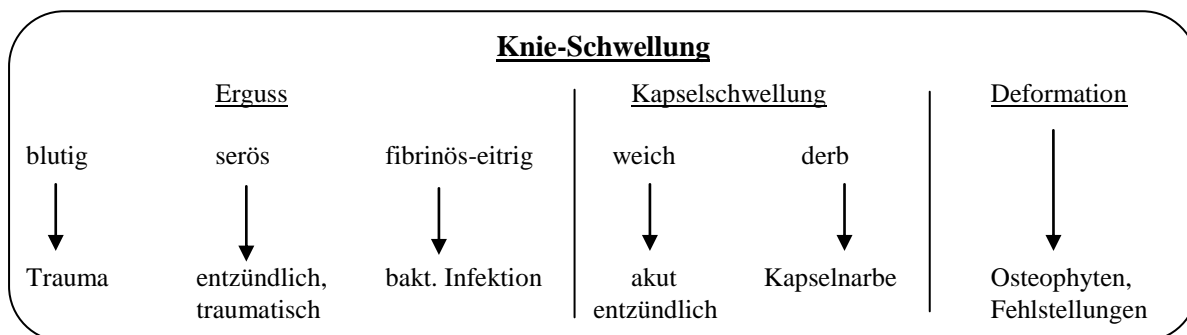 Knie-Schwellung
Erguss Kapselschwellung Deformation
blutig serös fibrinös-eitrig weich derb
Trauma entzündlich, bakt. Infektion akut Kapselnarbe Osteophyten,
traumatisch entzündlich Fehlstellungen